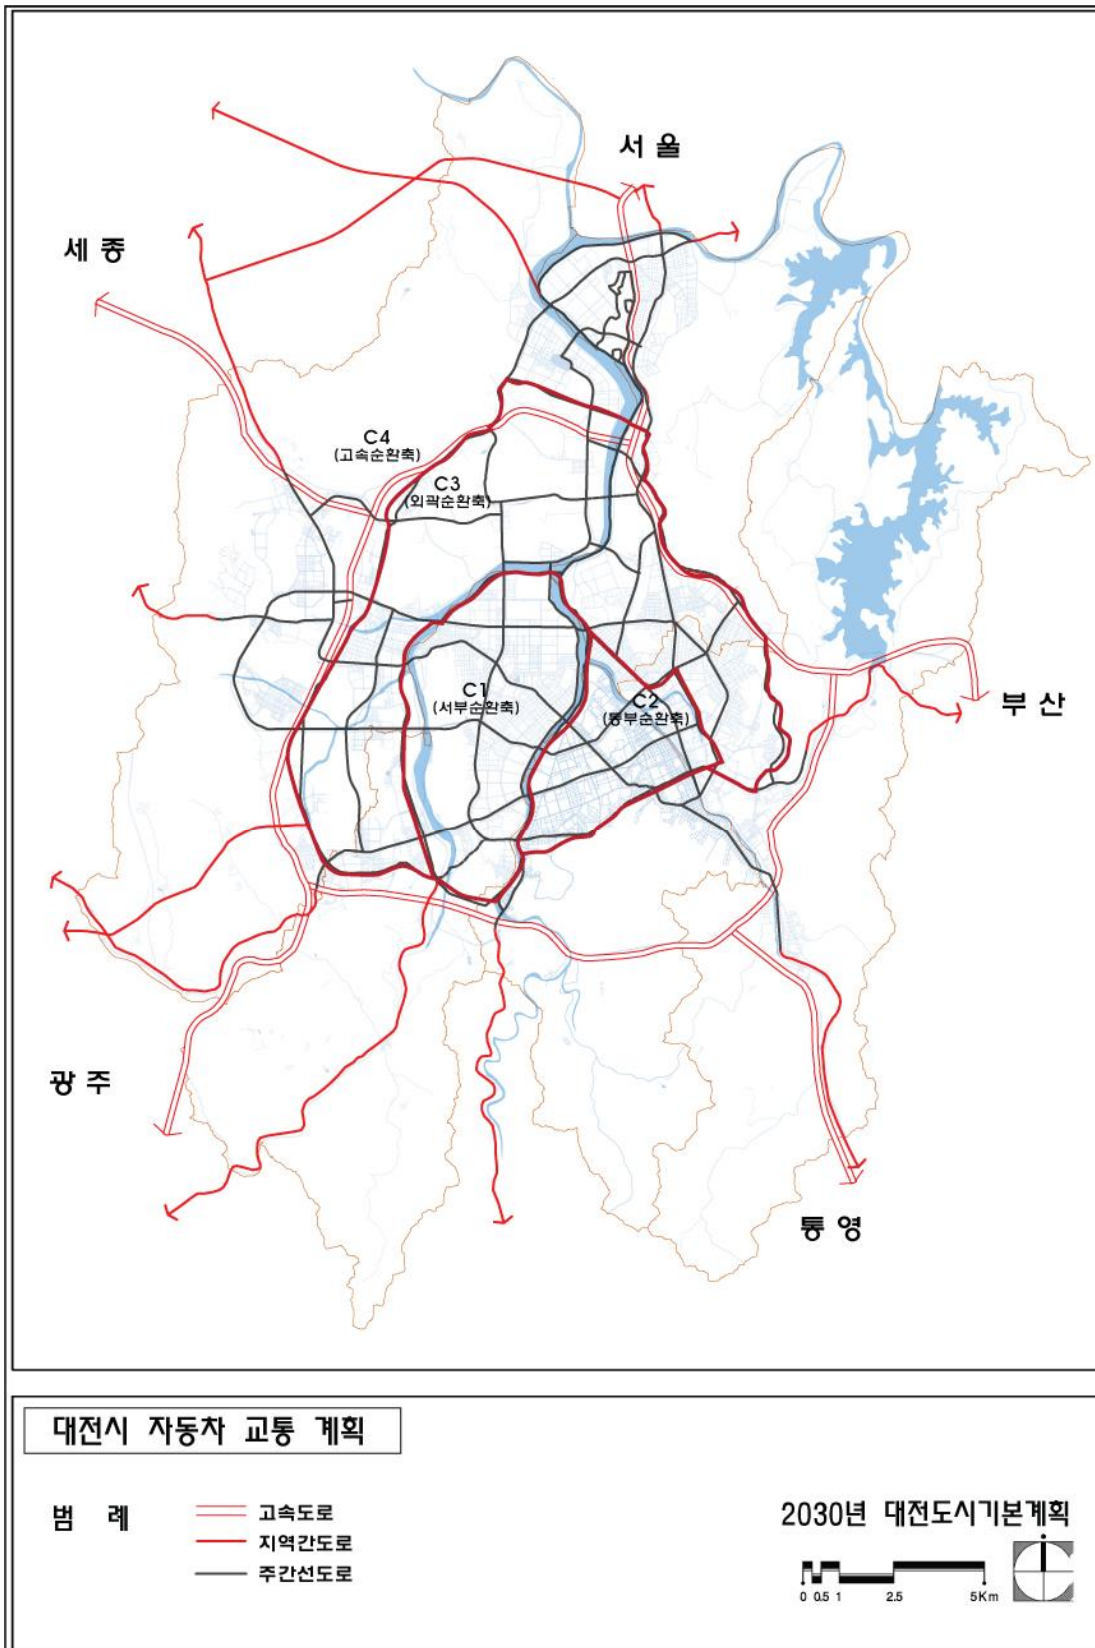 서울
세종
C4
(고속순환축)
C3
(외곽순환축)
C1
(서부순환축)
C2
(동부순환축)
부산
광주
통영
대전시 자동차 교통 계획
범례
고속도로
지역간도로
주간선도로
2030년 대전도시기본계획
0 0.5 1 2.5 5Km